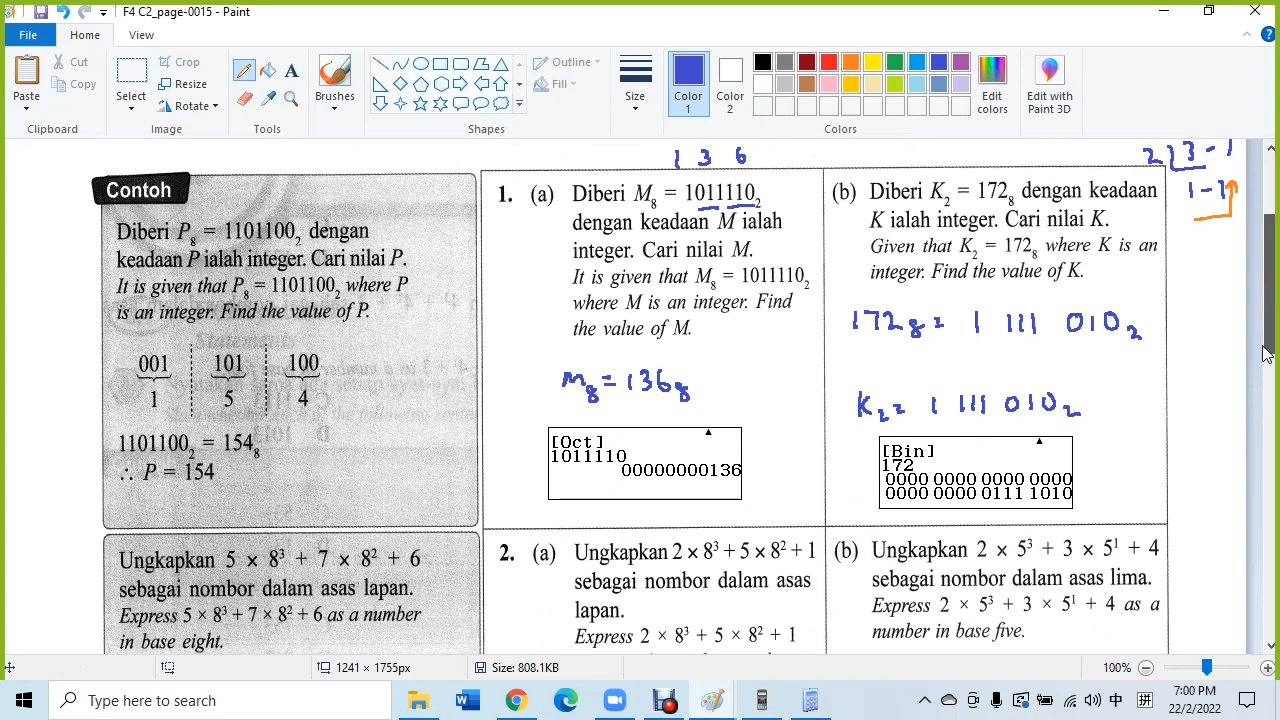 F4 C2_page-0015 - Paint
File Home View
Paste
Cut
Copy
Clipboard
Select
Crop
Resize
Rotate
Image
A
Tools
Brushes
Shapes
Outline
Fill
Size
Color 1
Color 2
Edit colors
Edit with Paint 3D
Colors
1 3 6
2 3 - 1
1 - 1
Contoh
Diberi P₈ = 1101100₂ dengan
keadaan P ialah integer. Cari nilai P.
It is given that P₈ = 1101100₂ where P
is an integer. Find the value of P.
001 101 100
1 5 4
1101100₂ = 154₈
∴ P = 154
1. (a) Diberi M₈ = 1011110₂
dengan keadaan M ialah
integer. Cari nilai M.
It is given that M₈ = 1011110₂
where M is an integer. Find
the value of M.
M₈ = 136₈
[Oct]
1011110
00000000136
(b) Diberi K₂ = 172₈ dengan keadaan
K ialah integer. Cari nilai K.
Given that K₂ = 172₈ where K is an
integer. Find the value of K.
172₈ = 1 111 010₂
K₂ = 1 111 010₂
[Bin]
172
0000 0000 0000 0000
0000 0000 0111 1010
Ungkapkan 5 × 8³ + 7 × 8² + 6
sebagai nombor dalam asas lapan.
Express 5 × 8³ + 7 × 8² + 6 as a number
in base eight.
2. (a) Ungkapkan 2 × 8³ + 5 × 8² + 1
sebagai nombor dalam asas
lapan.
Express 2 × 8³ + 5 × 8² + 1
(b) Ungkapkan 2 × 5³ + 3 × 5¹ + 4
sebagai nombor dalam asas lima.
Express 2 × 5³ + 3 × 5¹ + 4 as a
number in base five.
1241 × 1755px
Size: 808.1KB
100%
Type here to search
中
拼
7:00 PM
22/2/2022